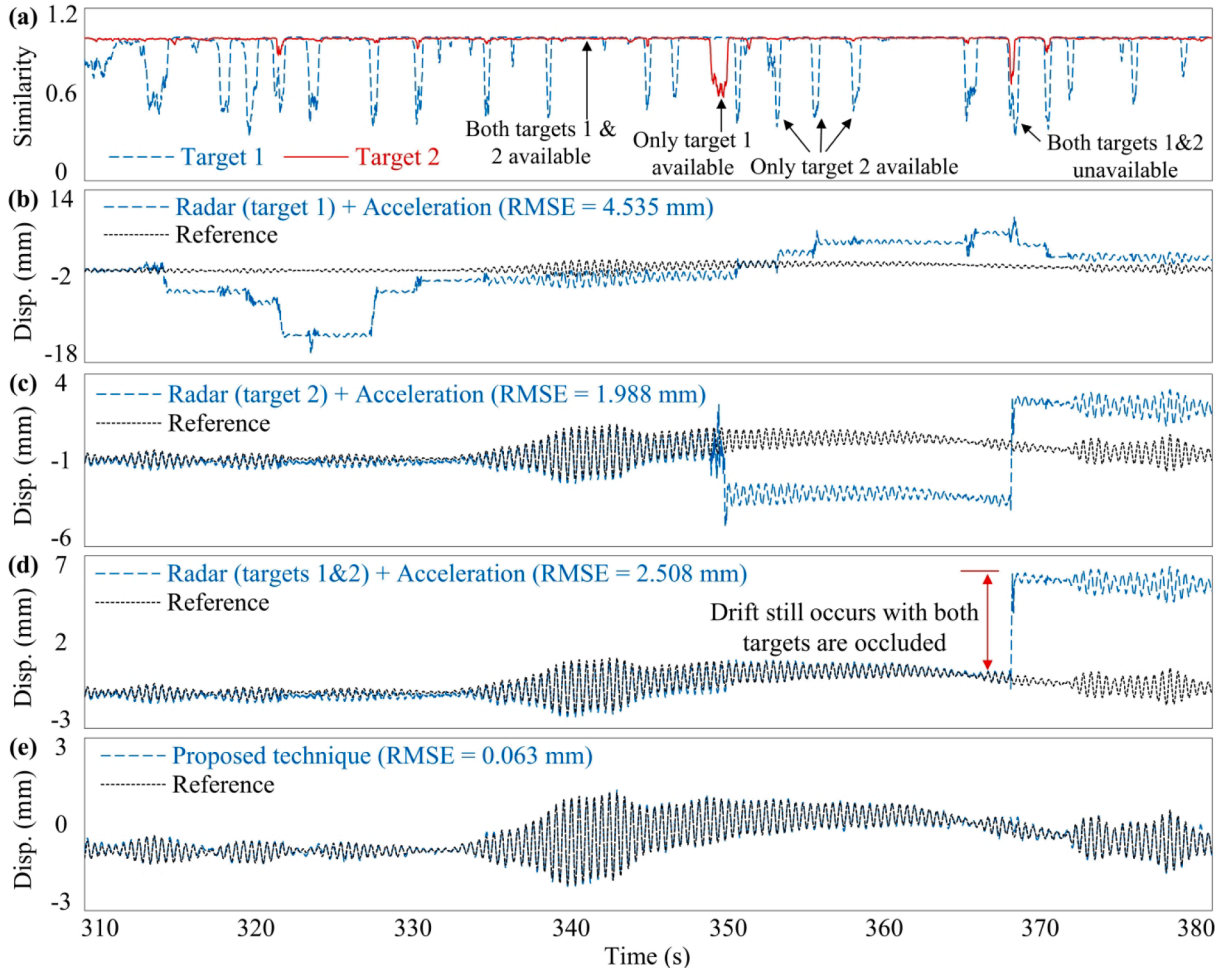 (a)
1.2
0.6
0
Similarity
Target 1
Target 2
Both targets 1 &
2 available
Only target 1
available
Only target 2 available
Both targets 1&2
unavailable
(b)
14
-2
-18
Disp. (mm)
Radar (target 1) + Acceleration (RMSE = 4.535 mm)
Reference
(c)
4
-1
-6
Disp. (mm)
Radar (target 2) + Acceleration (RMSE = 1.988 mm)
Reference
(d)
7
2
-3
Disp. (mm)
Radar (targets 1&2) + Acceleration (RMSE = 2.508 mm)
Reference
Drift still occurs with both
targets are occluded
(e)
3
0
-3
Disp. (mm)
Proposed technique (RMSE = 0.063 mm)
Reference
310 320 330 340 350 360 370 380
Time (s)